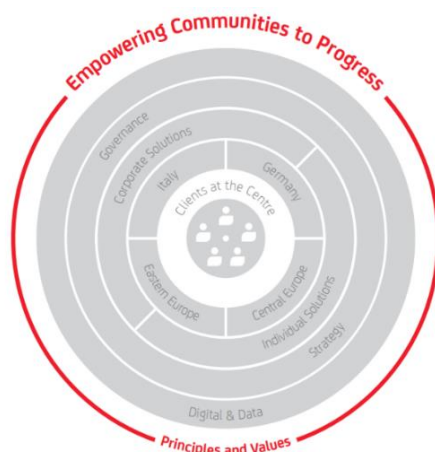 Empowering Communities to Progress
Governance
Corporate Solutions
Italy
Germany
Clients at the Centre
Eastern Europe
Central Europe
Individual Solutions
Strategy
Digital & Data
Principles and Values